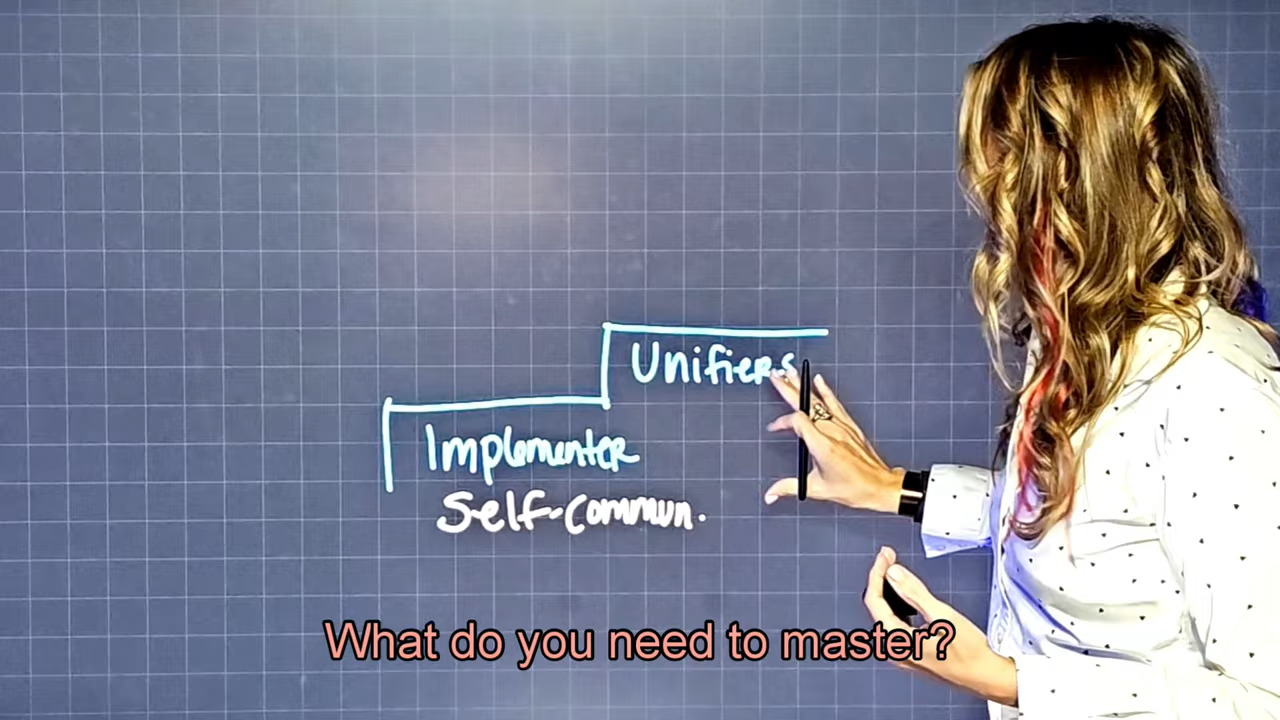 Unifiers
Implementer
Self-Commun.
What do you need to master?